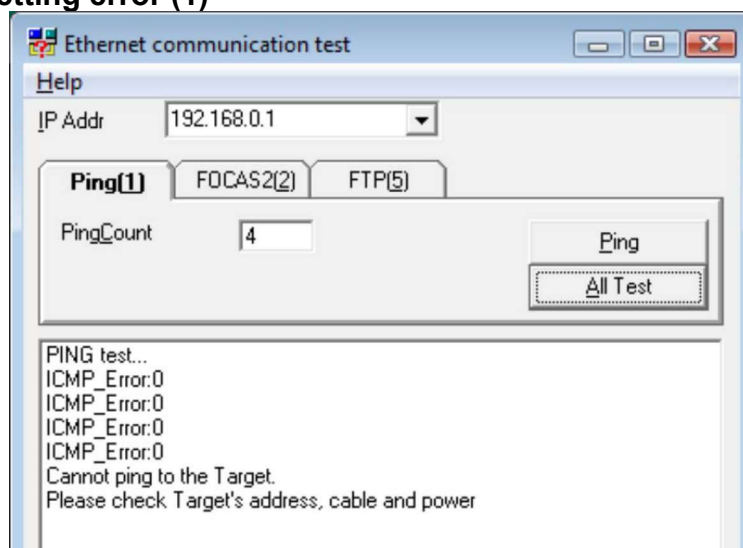 etting error (1)
Ethernet communication test
Help
IP Addr 192.168.0.1
Ping(1) FOCAS2(2) FTP(5)
PingCount 4 Ping
All Test
PING test...
ICMP_Error:0
ICMP_Error:0
ICMP_Error:0
ICMP_Error:0
Cannot ping to the Target.
Please check Target's address, cable and power